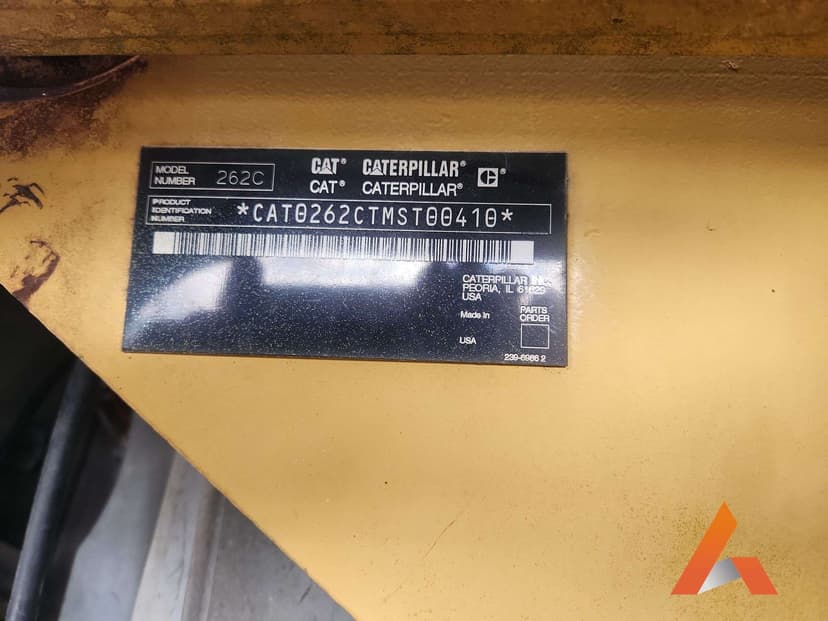 MODEL NUMBER 262C
CAT® CATERPILLAR®
CAT® CATERPILLAR®
PRODUCT IDENTIFICATION NUMBER *CAT0262CTMST00410*
CATERPILLAR INC.
PEORIA, IL 61629
USA
Made in
USA
PARTS ORDER
239-6986 2